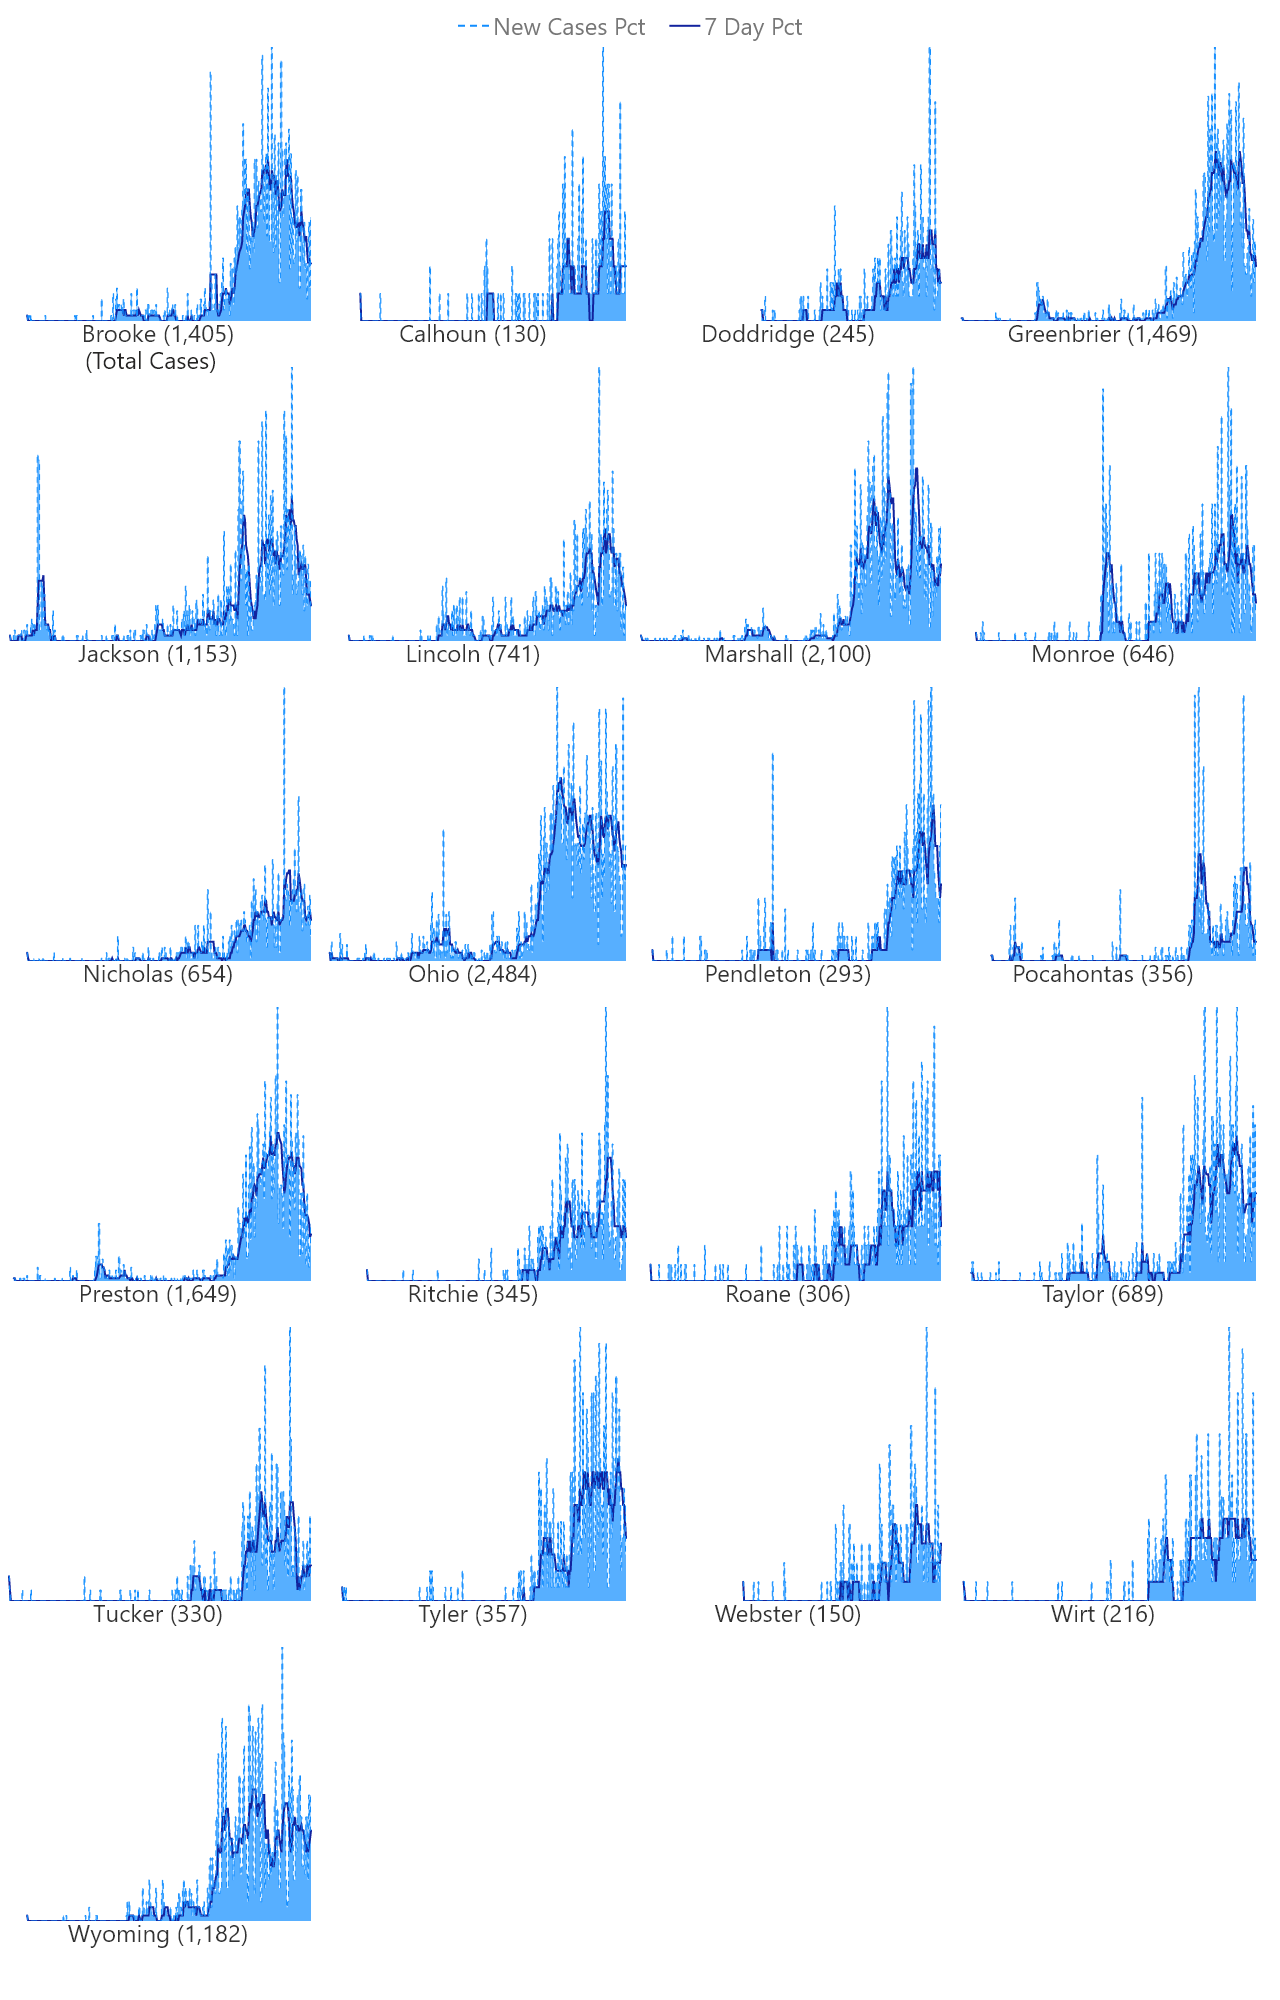 New Cases Pct 7 Day Pct
Brooke (1,405) Calhoun (130) Doddridge (245) Greenbrier (1,469)
(Total Cases)
Jackson (1,153) Lincoln (741) Marshall (2,100) Monroe (646)
Nicholas (654) Ohio (2,484) Pendleton (293) Pocahontas (356)
Preston (1,649) Ritchie (345) Roane (306) Taylor (689)
Tucker (330) Tyler (357) Webster (150) Wirt (216)
Wyoming (1,182)